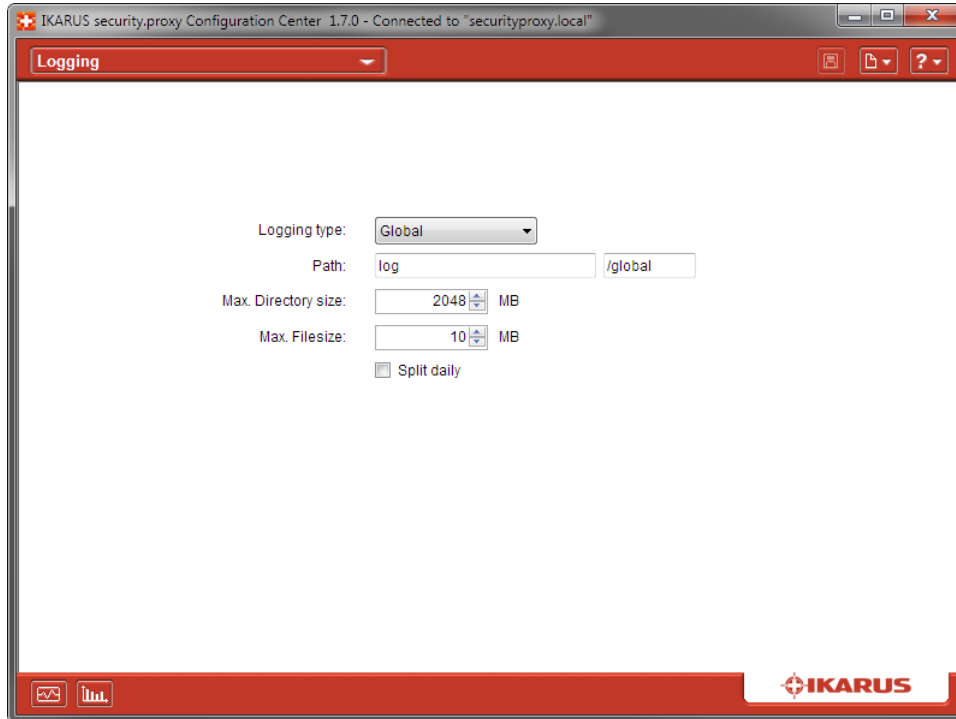 IKARUS security.proxy Configuration Center 1.7.0 - Connected to "securityproxy.local"
Logging
?
Logging type: Global
Path: log /global
Max. Directory size: 2048 MB
Max. Filesize: 10 MB
Split daily
IKARUS